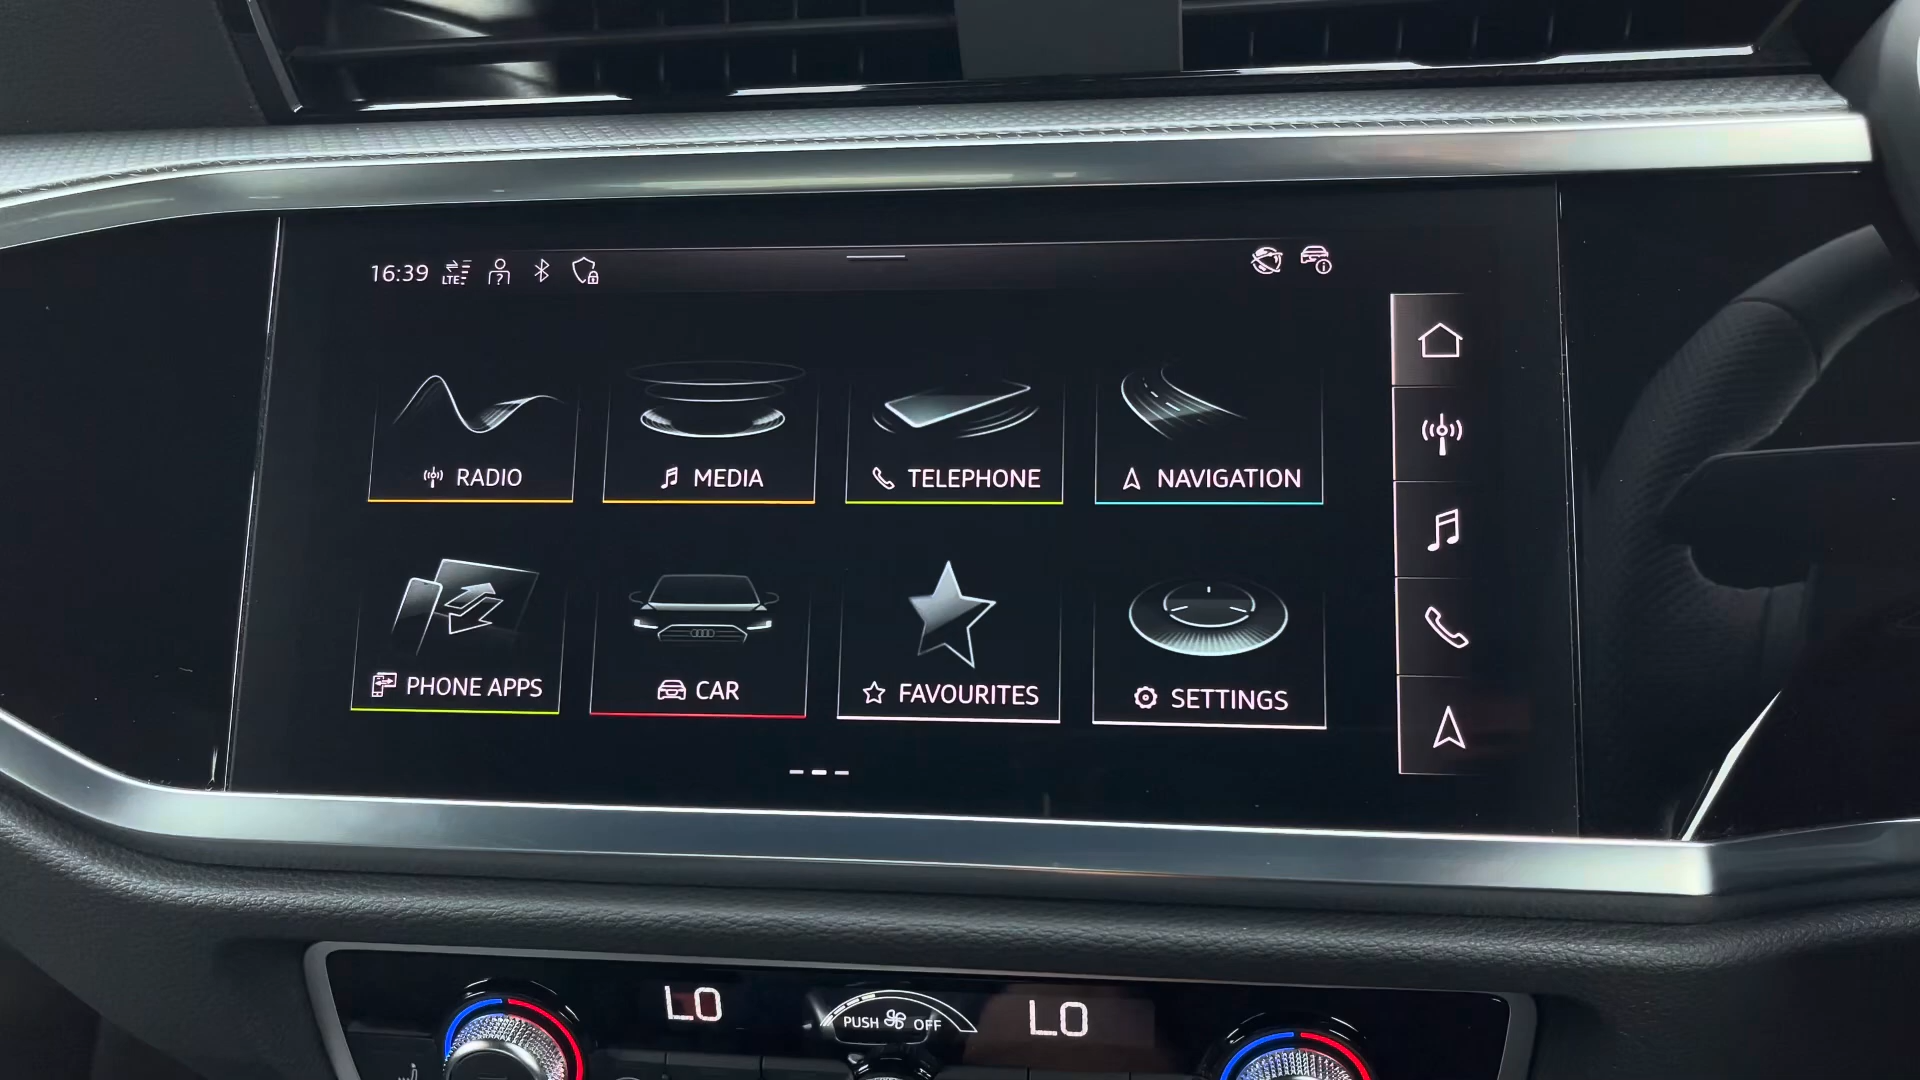 16:39 LTE
RADIO MEDIA TELEPHONE NAVIGATION
PHONE APPS CAR FAVOURITES SETTINGS
LO PUSH OFF LO